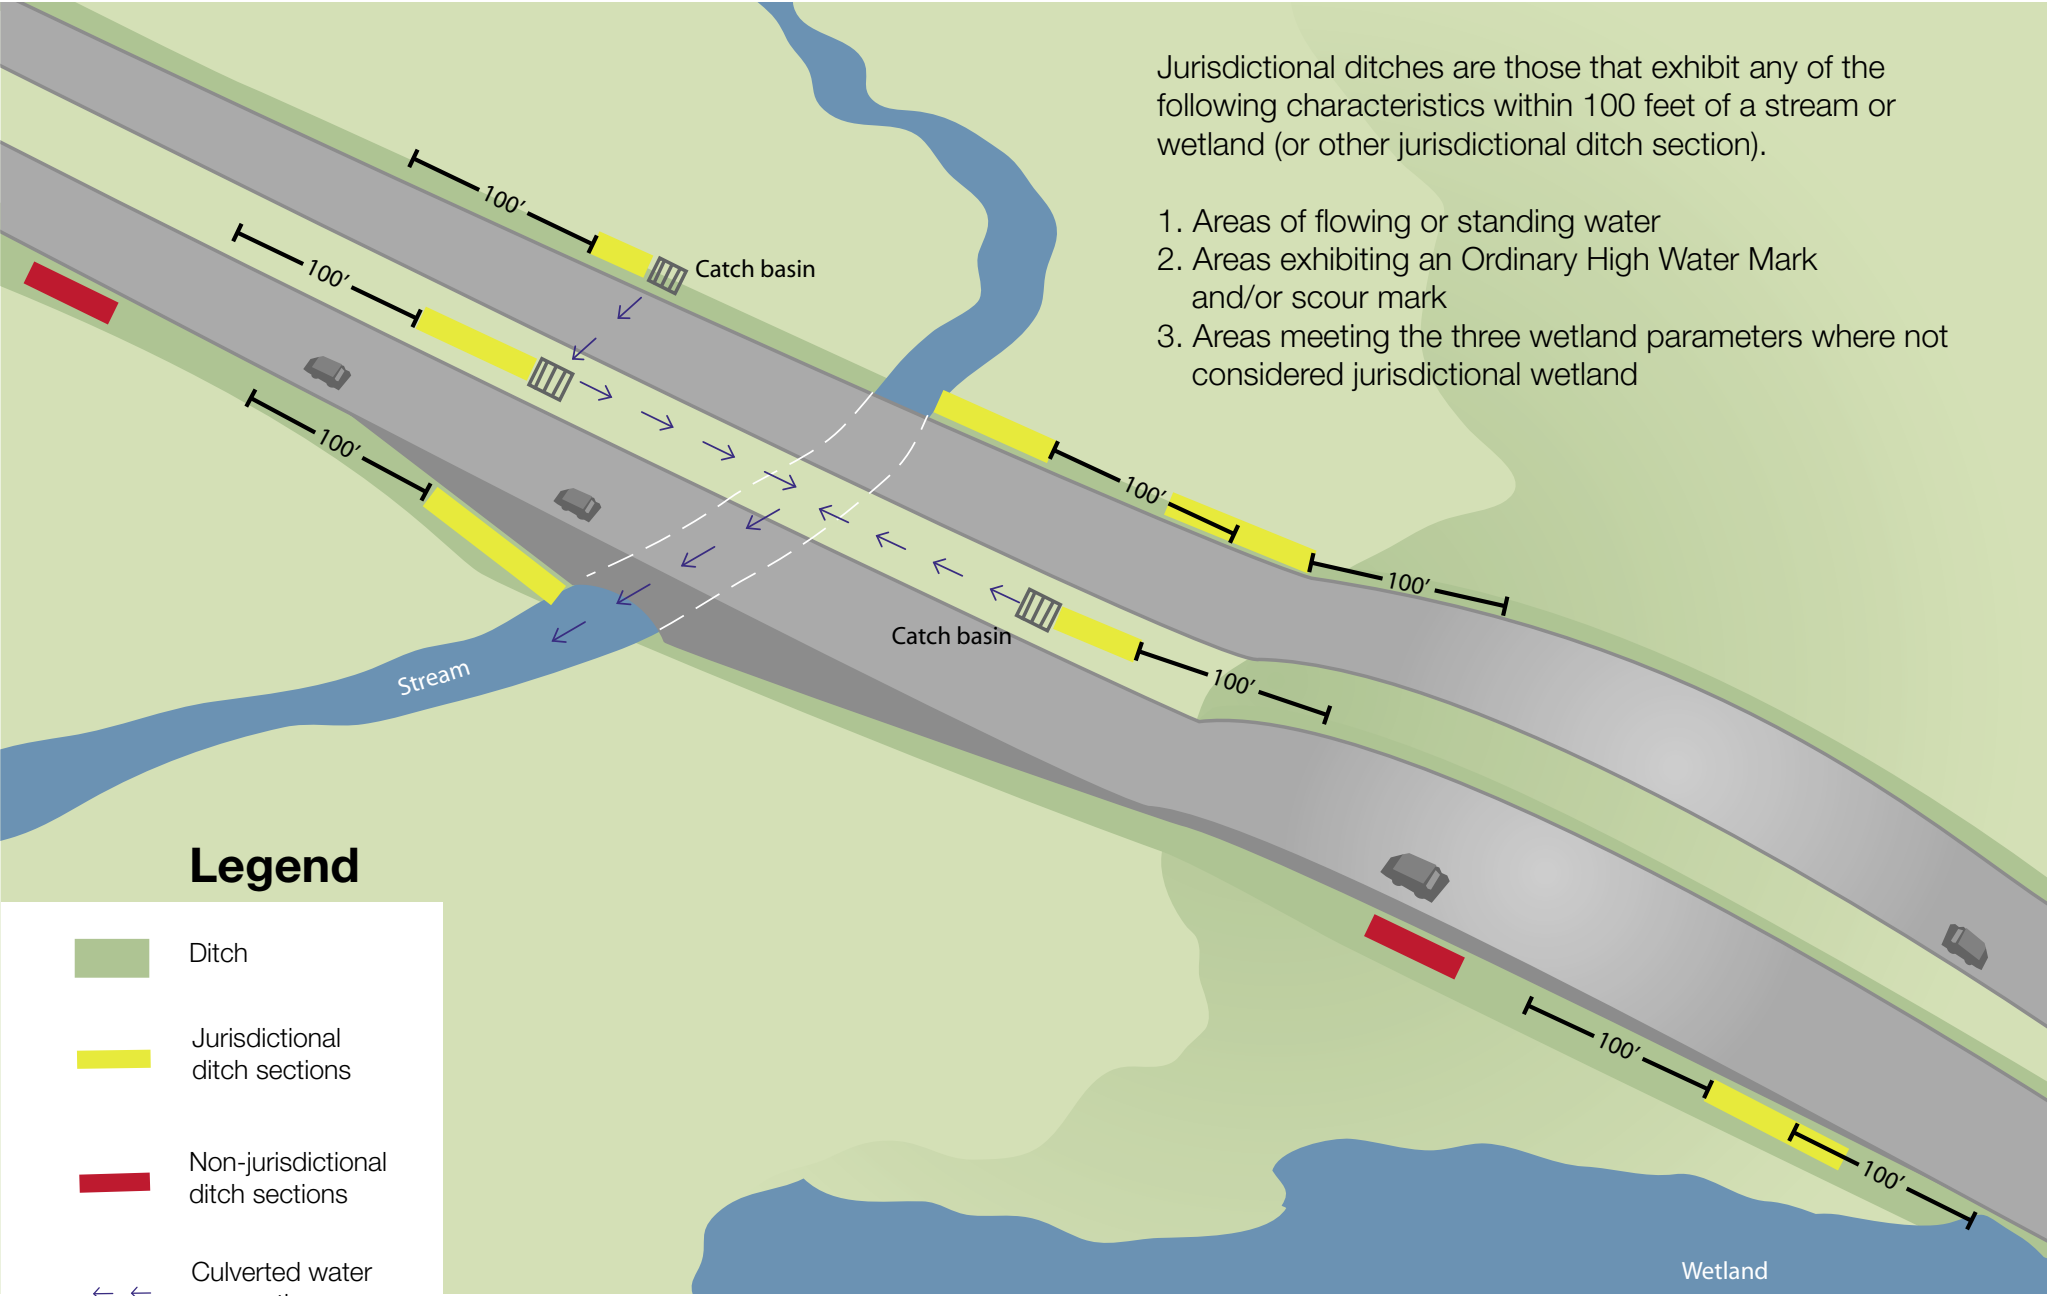 Jurisdictional ditches are those that exhibit any of the
following characteristics within 100 feet of a stream or
wetland (or other jurisdictional ditch section).
1. Areas of flowing or standing water
2. Areas exhibiting an Ordinary High Water Mark
and/or scour mark
3. Areas meeting the three wetland parameters where not
considered jurisdictional wetland
100’
Catch basin
100’
100’
100’
100’
Catch basin
100’
Stream
Legend
Ditch
Jurisdictional
ditch sections
Non-jurisdictional
ditch sections
Culverted water
100’
100’
Wetland